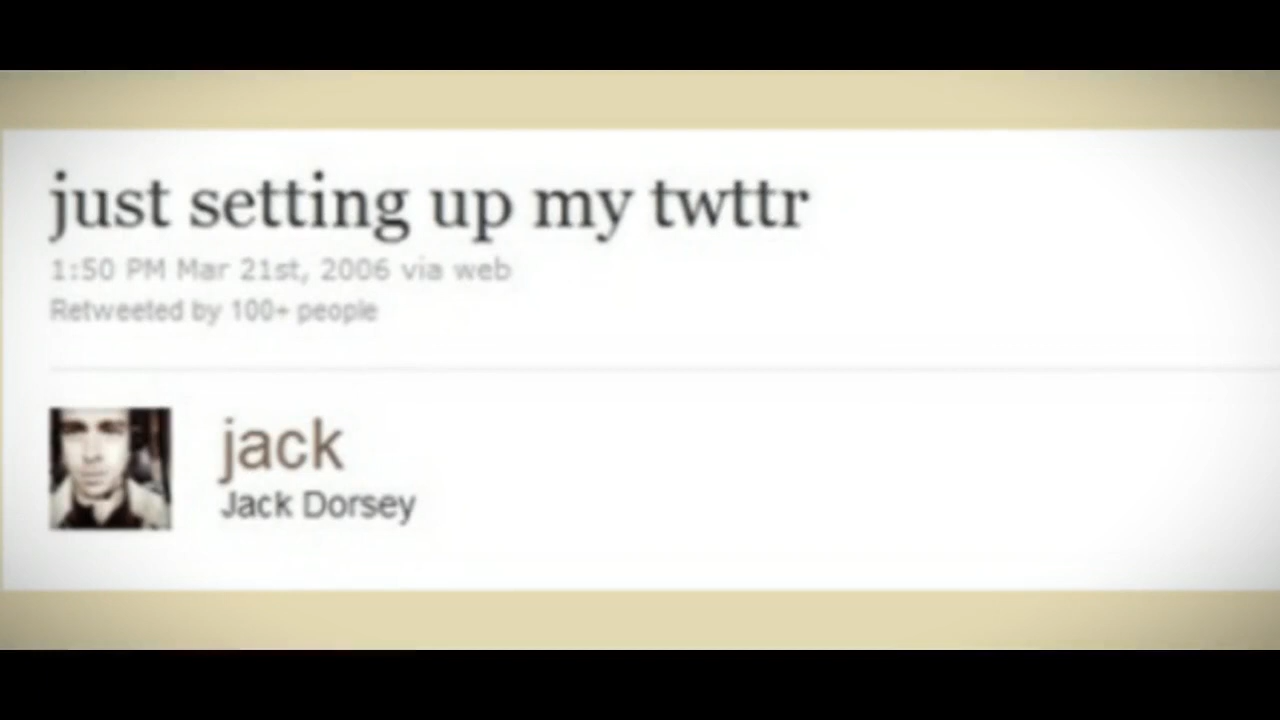 just setting up my twttr
1:50 PM Mar 21st, 2006 via web
Retweeted by 100+ people
jack
Jack Dorsey